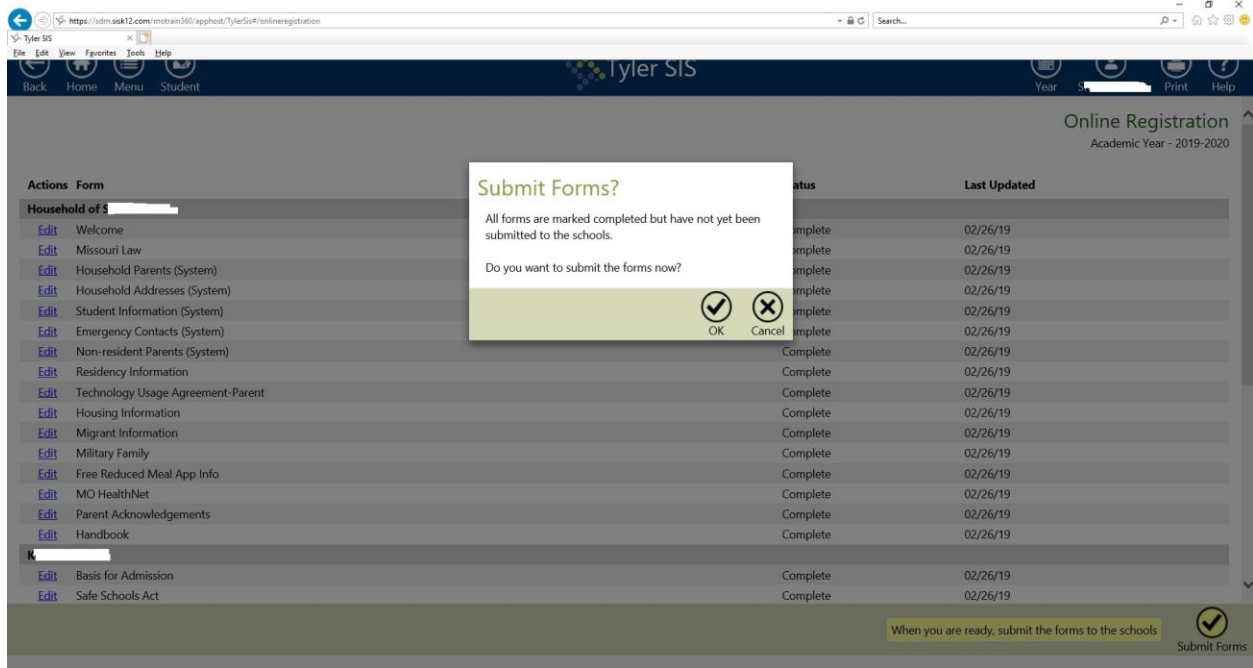 https://sdm.sisk12.com/motrain360/apphost/TylerSis#/onlineregistration
Search...
Tyler SIS
File Edit View Favorites Tools Help
Back Home Menu Student
Tyler SIS
Year Print Help
Online Registration
Academic Year - 2019-2020
Actions Form Last Updated
Household of S
Edit Welcome 02/26/19
Edit Missouri Law 02/26/19
Edit Household Parents (System) 02/26/19
Edit Household Addresses (System) 02/26/19
Edit Student Information (System) 02/26/19
Edit Emergency Contacts (System) 02/26/19
Edit Non-resident Parents (System) Complete 02/26/19
Edit Residency Information Complete 02/26/19
Edit Technology Usage Agreement-Parent Complete 02/26/19
Edit Housing Information Complete 02/26/19
Edit Migrant Information Complete 02/26/19
Edit Military Family Complete 02/26/19
Edit Free Reduced Meal App Info Complete 02/26/19
Edit MO HealthNet Complete 02/26/19
Edit Parent Acknowledgements Complete 02/26/19
Edit Handbook Complete 02/26/19
K
Edit Basis for Admission Complete 02/26/19
Edit Safe Schools Act Complete 02/26/19
Submit Forms?
All forms are marked completed but have not yet been
submitted to the schools.
Do you want to submit the forms now?
OK Cancel
When you are ready, submit the forms to the schools
Submit Forms